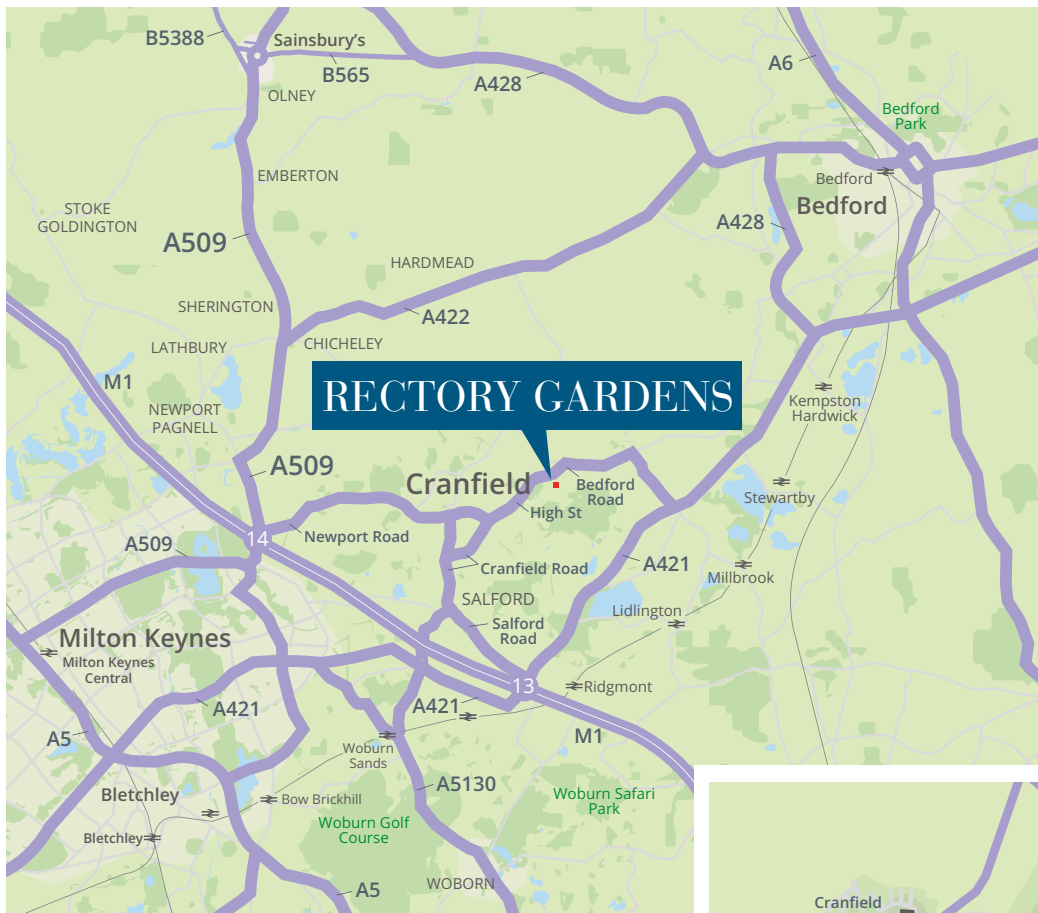 B5388
Sainsbury's
B565
OLNEY
A428
A6
Bedford
Park
EMBERTON
Bedford
Bedford
STOKE
GOLDINGTON
A509
A428
HARDMEAD
SHERINGTON
A422
LATHBURY
CHICHELEY
M1
RECTORY GARDENS
NEWPORT
PAGNELL
Kempston
Hardwick
A509
Cranfield
Bedford
Road
High St
Stewartby
14
Newport Road
A509
Cranfield Road
A421
Millbrook
SALFORD
Lidlington
Salford
Road
Milton Keynes
Milton Keynes
Central
13
Ridgmont
A421
A421
A5
M1
Woburn
Sands
A5130
Bletchley
Bow Brickhill
Woburn Safari
Park
Woburn Golf
Course
Bletchley
A5
WOBORN
Cranfield